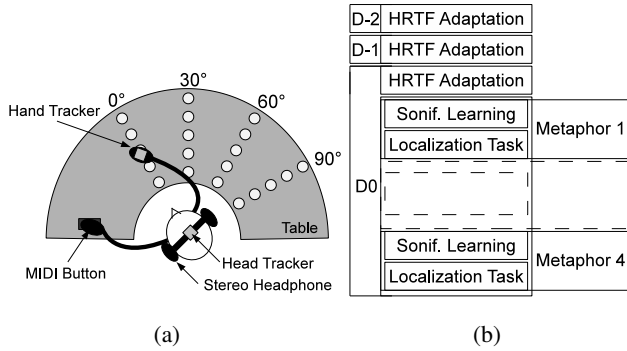 0°
30°
60°
90°
Hand Tracker
Table
MIDI Button
Head Tracker
Stereo Headphone
(a)
D-2 HRTF Adaptation
D-1 HRTF Adaptation
HRTF Adaptation
D0
Sonif. Learning
Localization Task
Metaphor 1
Sonif. Learning
Localization Task
Metaphor 4
(b)